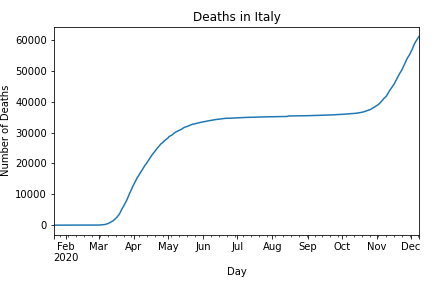 Deaths in Italy
60000
50000
40000
30000
20000
10000
0
Number of Deaths
Feb Mar Apr May Jun Jul Aug Sep Oct Nov Dec
2020
Day